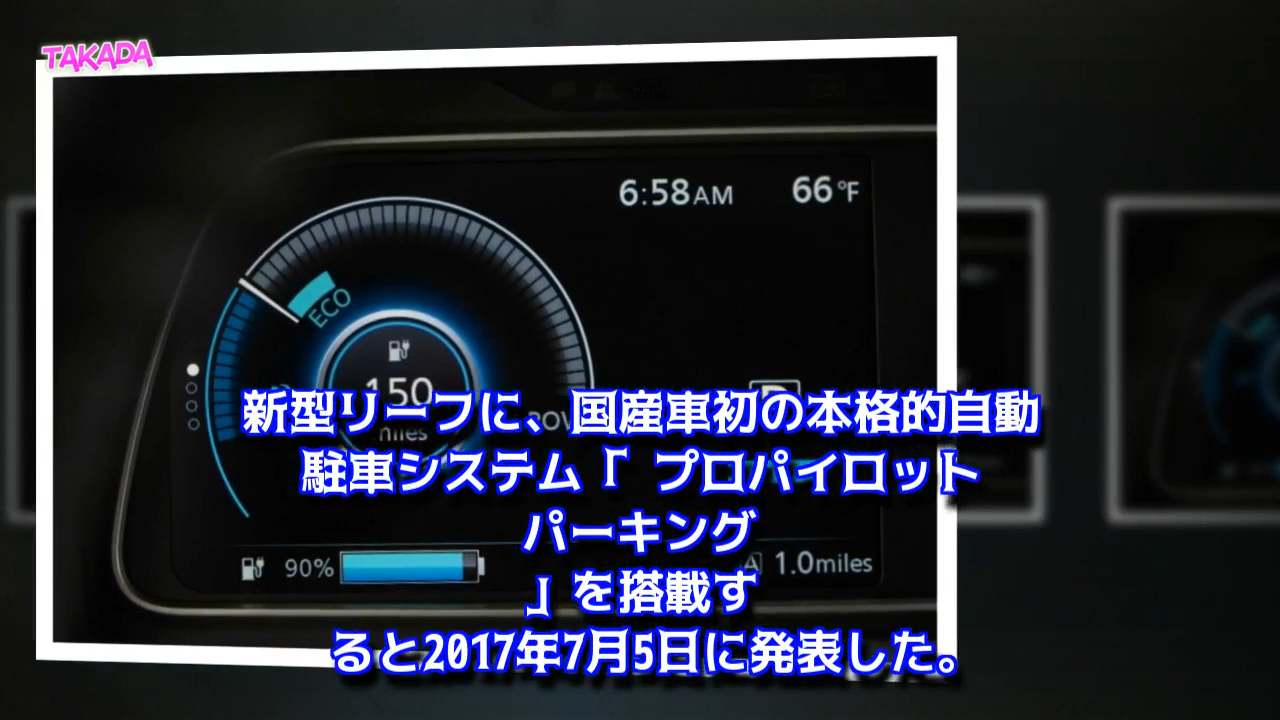 TAKADA
6:58AM 66°F
ECO
150
miles
90%
A 1.0miles
新型リーフに、国産車初の本格的自動
駐車システム「 プロパイロット
パーキング
」を搭載す
ると2017年7月5日に発表した。